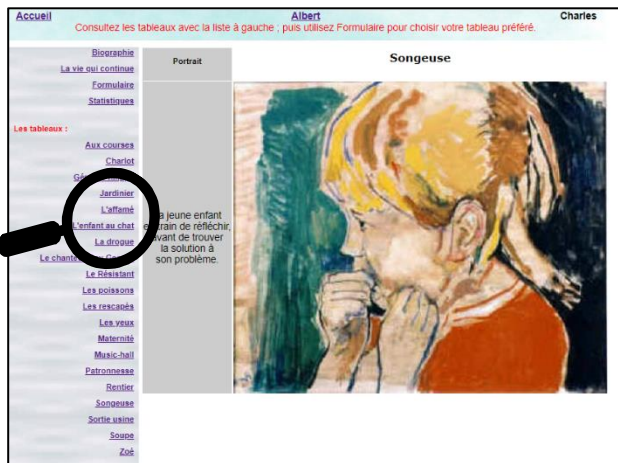 Accueil Albert Charles
Consultez les tableaux avec la liste à gauche ; puis utilisez Formulaire pour choisir votre tableau préféré.
Biographie
La vie qui continue
Formulaire
Statistiques
Les tableaux :
Aux courses
Charlot
Jardinier
L'affamé
L'enfant au chat
La drogue
Le chante
Le Résistant
Les poissons
Les rescapés
Les yeux
Maternité
Music-hall
Patronnesse
Rentier
Songeuse
Sortie usine
Soupe
Zoé
Portrait
jeune enfant
train de réfléchir,
avant de trouver
la solution à
son problème.
Songeuse